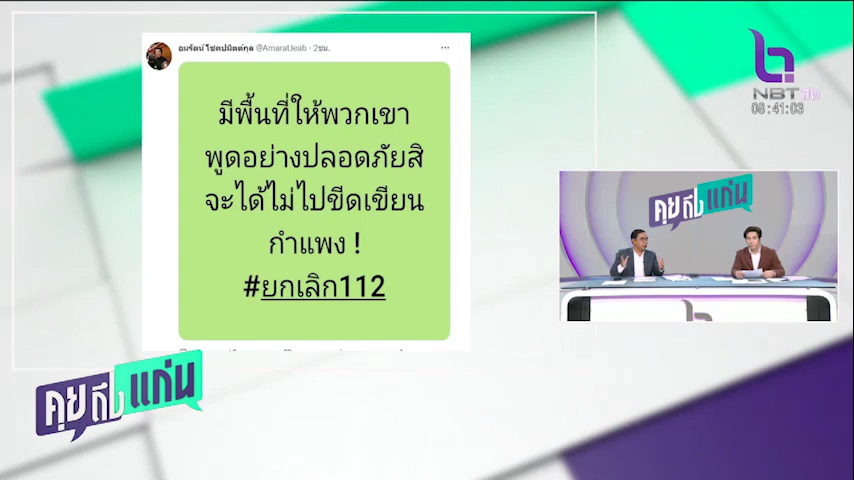 อมรัตน์ โชคปมิตต์กุล @AmaratJeab · 2ชม.
มีพื้นที่ให้พวกเขา
พูดอย่างปลอดภัยสิ
จะได้ไม่ไปขีดเขียน
กำแพง !
#ยกเลิก112
NBT สด
08:41:03
คุยถึงแก่น
คุยถึงแก่น